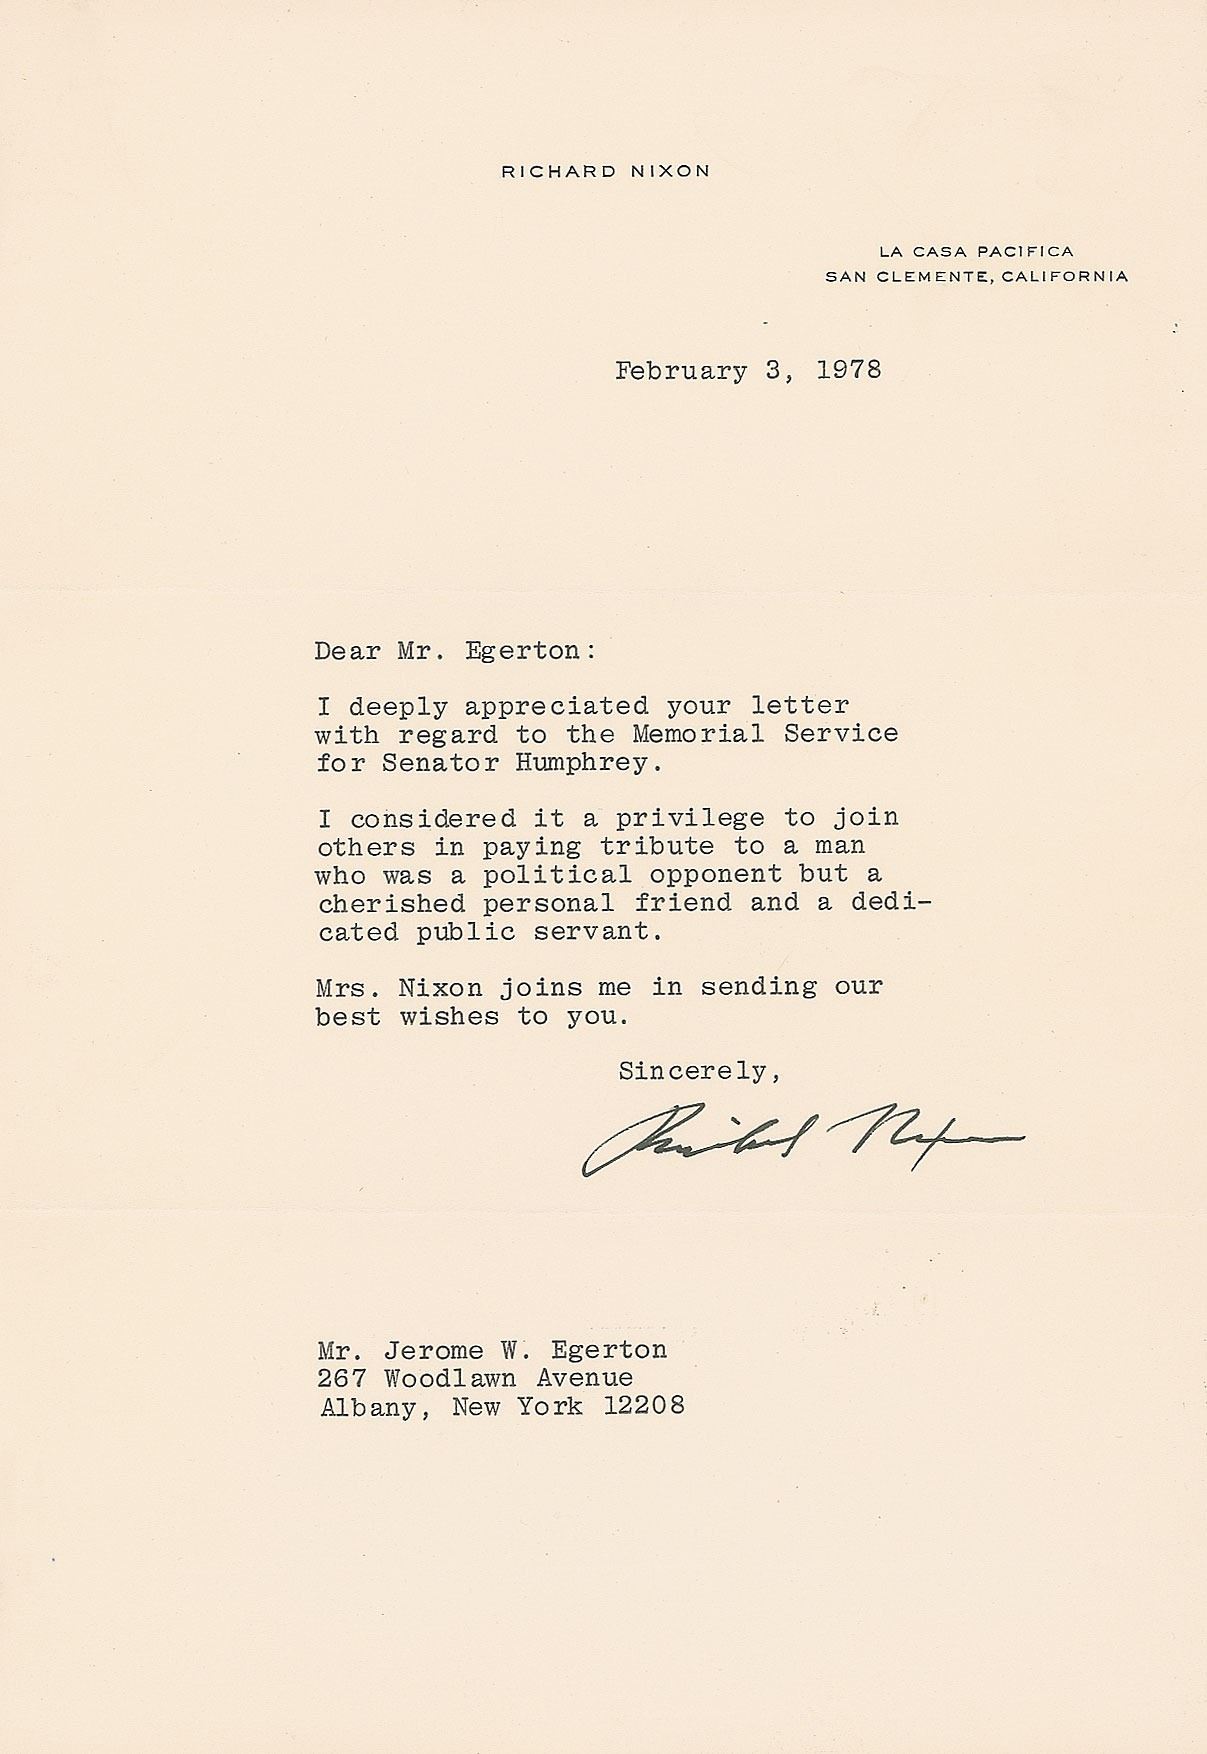 RICHARD NIXON
LA CASA PACIFICA
SAN CLEMENTE, CALIFORNIA
February 3, 1978
Dear Mr. Egerton:
I deeply appreciated your letter
with regard to the Memorial Service
for Senator Humphrey.
I considered it a privilege to join
others in paying tribute to a man
who was a political opponent but a
cherished personal friend and a dedi-
cated public servant.
Mrs. Nixon joins me in sending our
best wishes to you.
Sincerely,
Richard Nixon
Mr. Jerome W. Egerton
267 Woodlawn Avenue
Albany, New York 12208